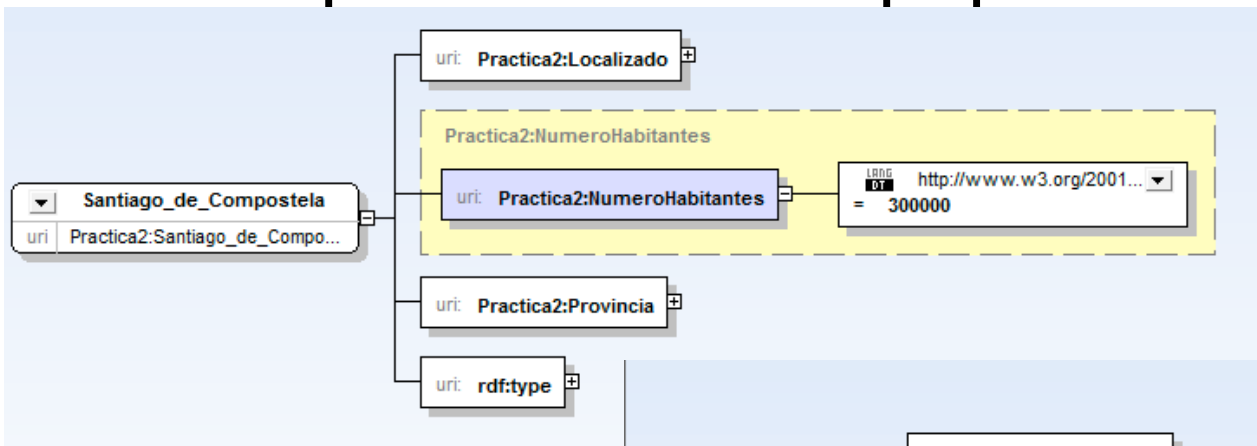 uri: Practica2:Localizado
Practica2:NumeroHabitantes
uri: Practica2:NumeroHabitantes
LANG DT http://www.w3.org/2001...
= 300000
Santiago_de_Compostela
uri Practica2:Santiago_de_Compo...
uri: Practica2:Provincia
uri: rdf:type